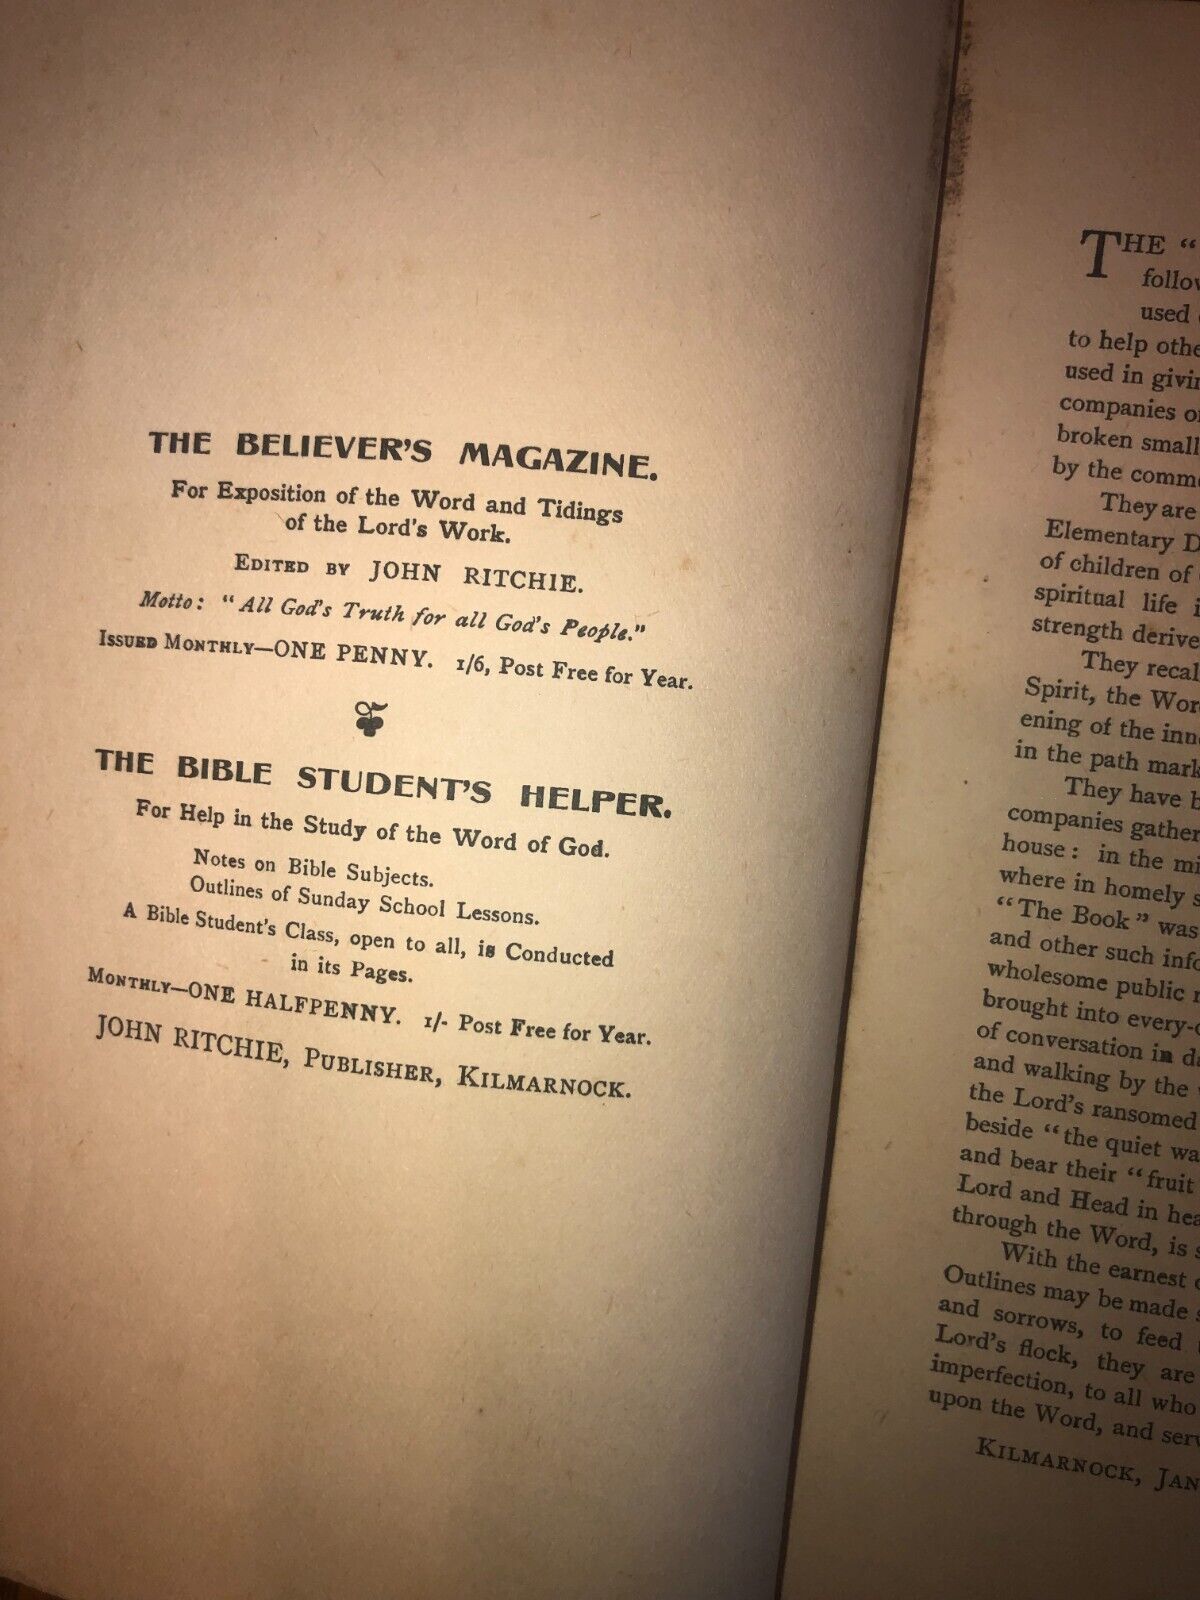 THE BELIEVER'S MAGAZINE.
For Exposition of the Word and Tidings
of the Lord's Work.
EDITED BY JOHN RITCHIE.
Motto: "All God's Truth for all God's People."
ISSUED MONTHLY—ONE PENNY. 1/6, Post Free for Year.
THE BIBLE STUDENT'S HELPER.
For Help in the Study of the Word of God.
Notes on Bible Subjects.
Outlines of Sunday School Lessons.
A Bible Student's Class, open to all, is Conducted
in its Pages.
MONTHLY—ONE HALFPENNY. 1/- Post Free for Year.
JOHN RITCHIE, PUBLISHER, KILMARNOCK.
THE "
follow
used
to help othe
used in givin
companies o
broken small
by the comm
They are
Elementary D
of children of
spiritual life i
strength derive
They recal
Spirit, the Wor
ening of the inn
in the path mark
They have b
companies gather
house: in the mi
where in homely s
"The Book" was
and other such info
wholesome public r
brought into every-
of conversation in da
and walking by the
the Lord's ransomed
beside "the quiet wa
and bear their "fruit
Lord and Head in hea
through the Word, is s
With the earnest
Outlines may be made s
and sorrows, to feed
Lord's flock, they are
imperfection, to all who
upon the Word, and serv
KILMARNOCK, JAN